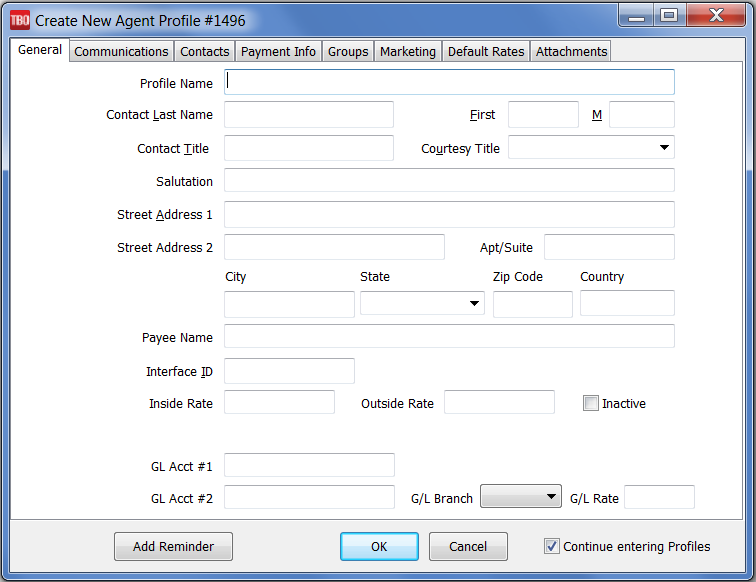 TBO Create New Agent Profile #1496
General Communications Contacts Payment Info Groups Marketing Default Rates Attachments
Profile Name
Contact Last Name First M
Contact Title Courtesy Title
Salutation
Street Address 1
Street Address 2 Apt/Suite
City State Zip Code Country
Payee Name
Interface ID
Inside Rate Outside Rate Inactive
GL Acct #1
GL Acct #2 G/L Branch G/L Rate
Add Reminder OK Cancel Continue entering Profiles